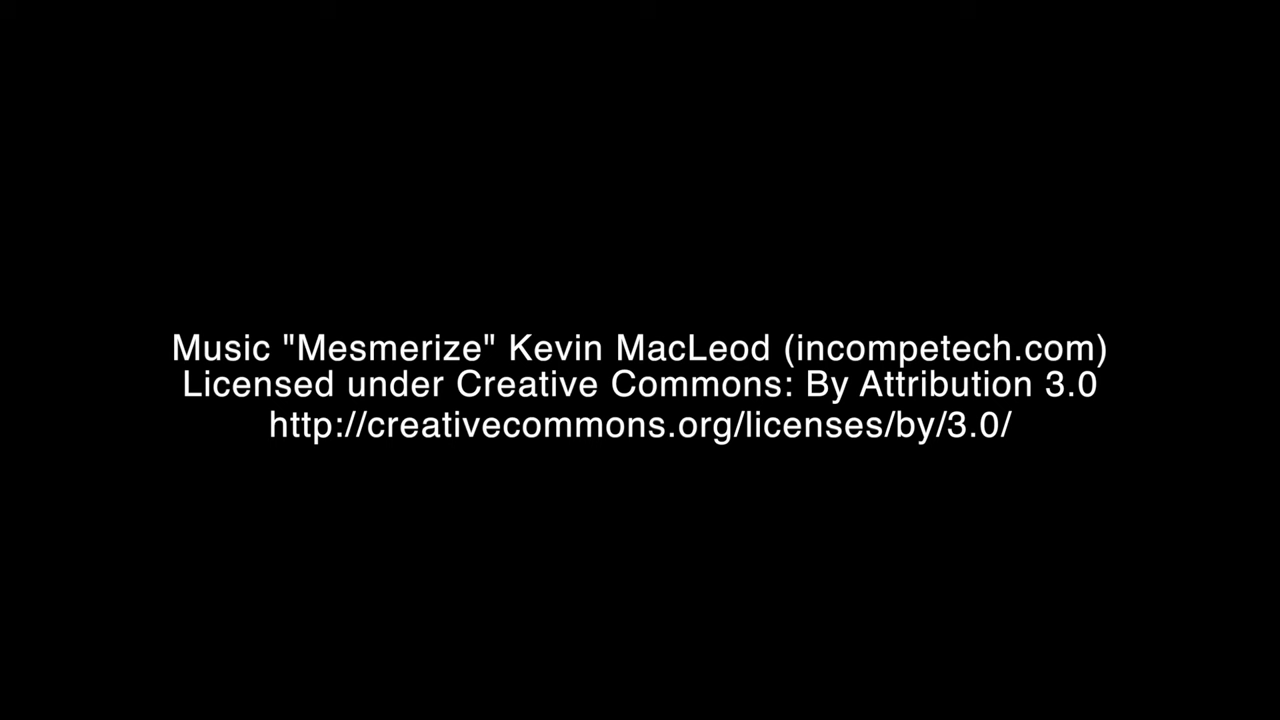 Music "Mesmerize" Kevin MacLeod (incompetech.com)
Licensed under Creative Commons: By Attribution 3.0
http://creativecommons.org/licenses/by/3.0/